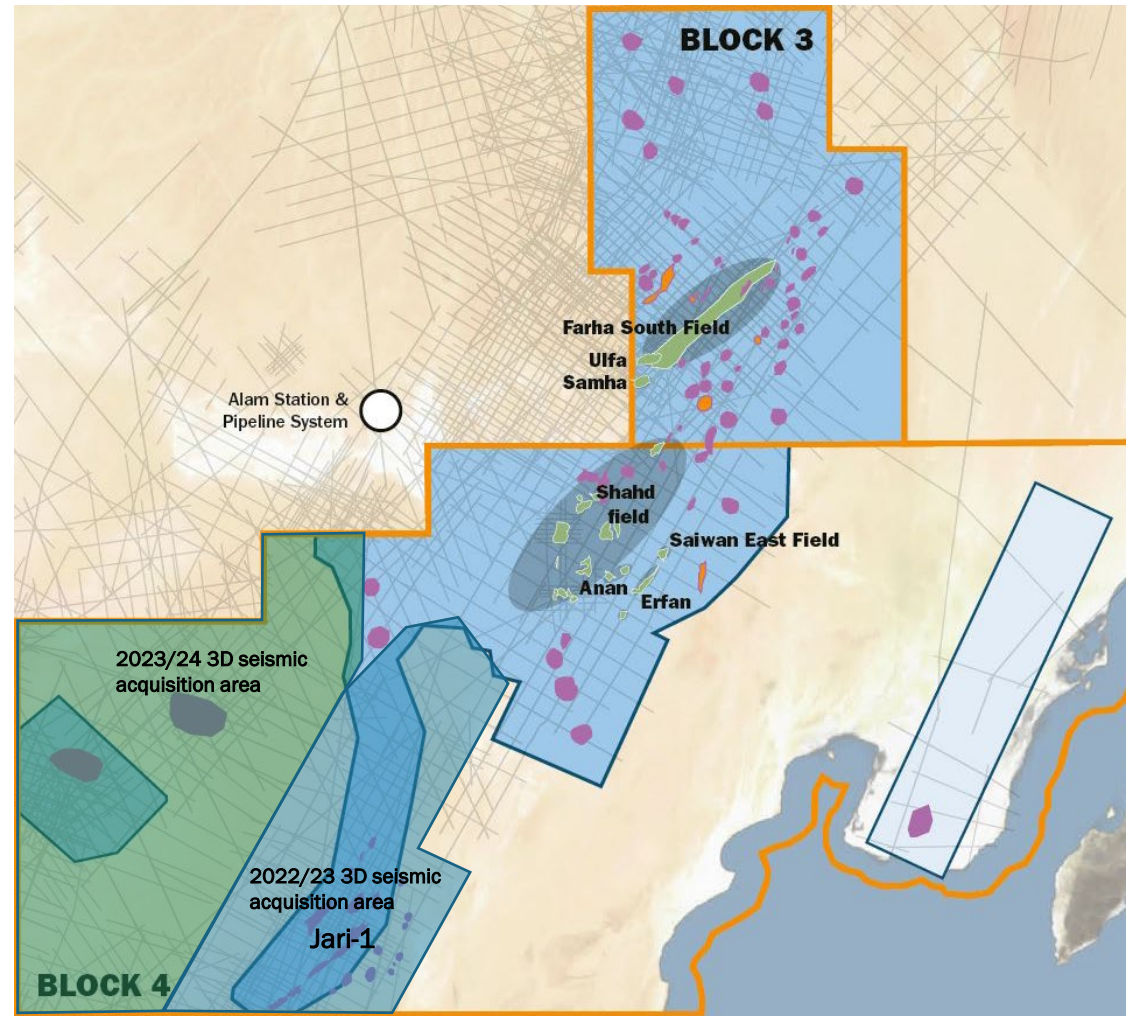 BLOCK 3
Farha South Field
Ulfa
Samha
Alam Station &
Pipeline System
Shahd
field
Saiwan East Field
Anan
Erfan
2023/24 3D seismic
acquisition area
2022/23 3D seismic
acquisition area
Jari-1
BLOCK 4